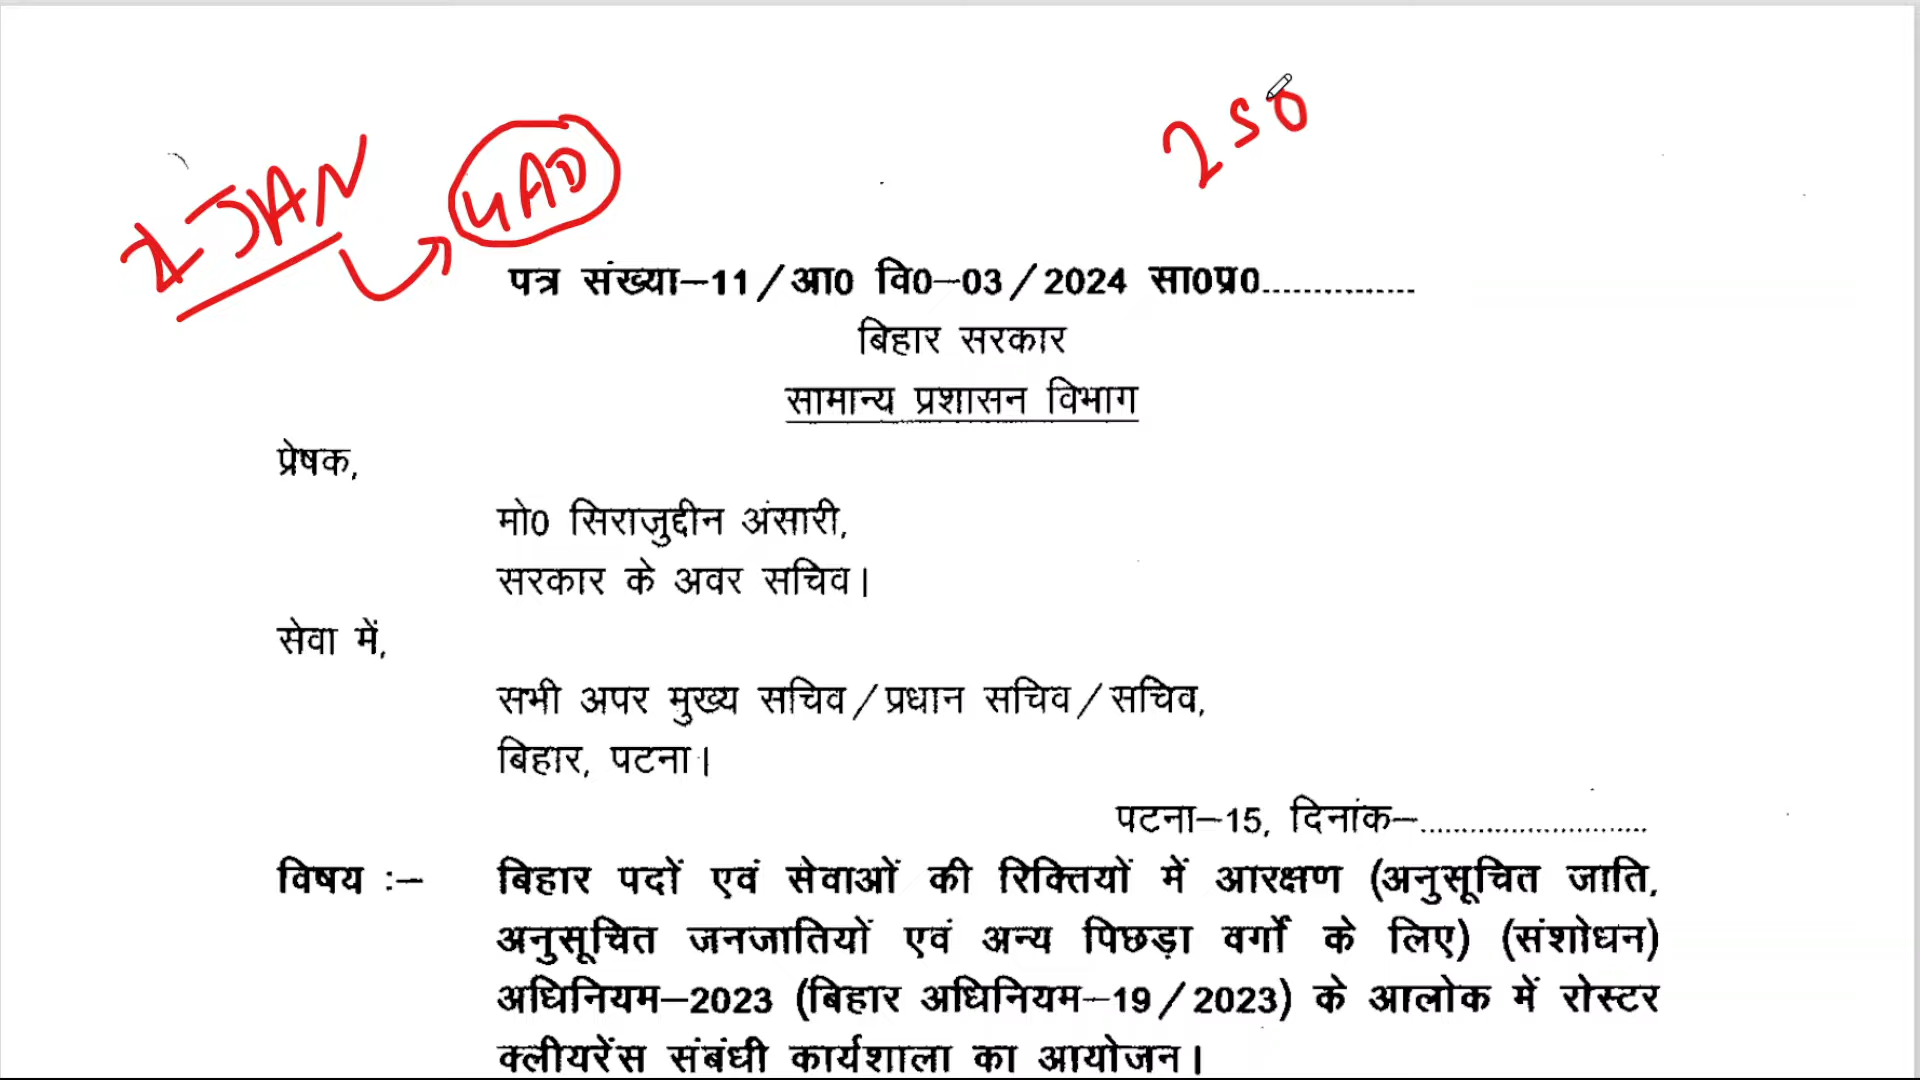 JAN
250
पत्र संख्या–11/आ0 वि0–03/2024 सा0प्र0...............
बिहार सरकार
सामान्य प्रशासन विभाग
प्रेषक,
मो0 सिराजुद्दीन अंसारी,
सरकार के अवर सचिव।
सेवा में,
सभी अपर मुख्य सचिव/प्रधान सचिव/सचिव,
बिहार, पटना।
पटना–15, दिनांक–..........................
विषय :– बिहार पदों एवं सेवाओं की रिक्तियों में आरक्षण (अनुसूचित जाति,
अनुसूचित जनजातियों एवं अन्य पिछड़ा वर्गो के लिए) (संशोधन)
अधिनियम–2023 (बिहार अधिनियम–19/2023) के आलोक में रोस्टर
क्लीयरेंस संबंधी कार्यशाला का आयोजन।